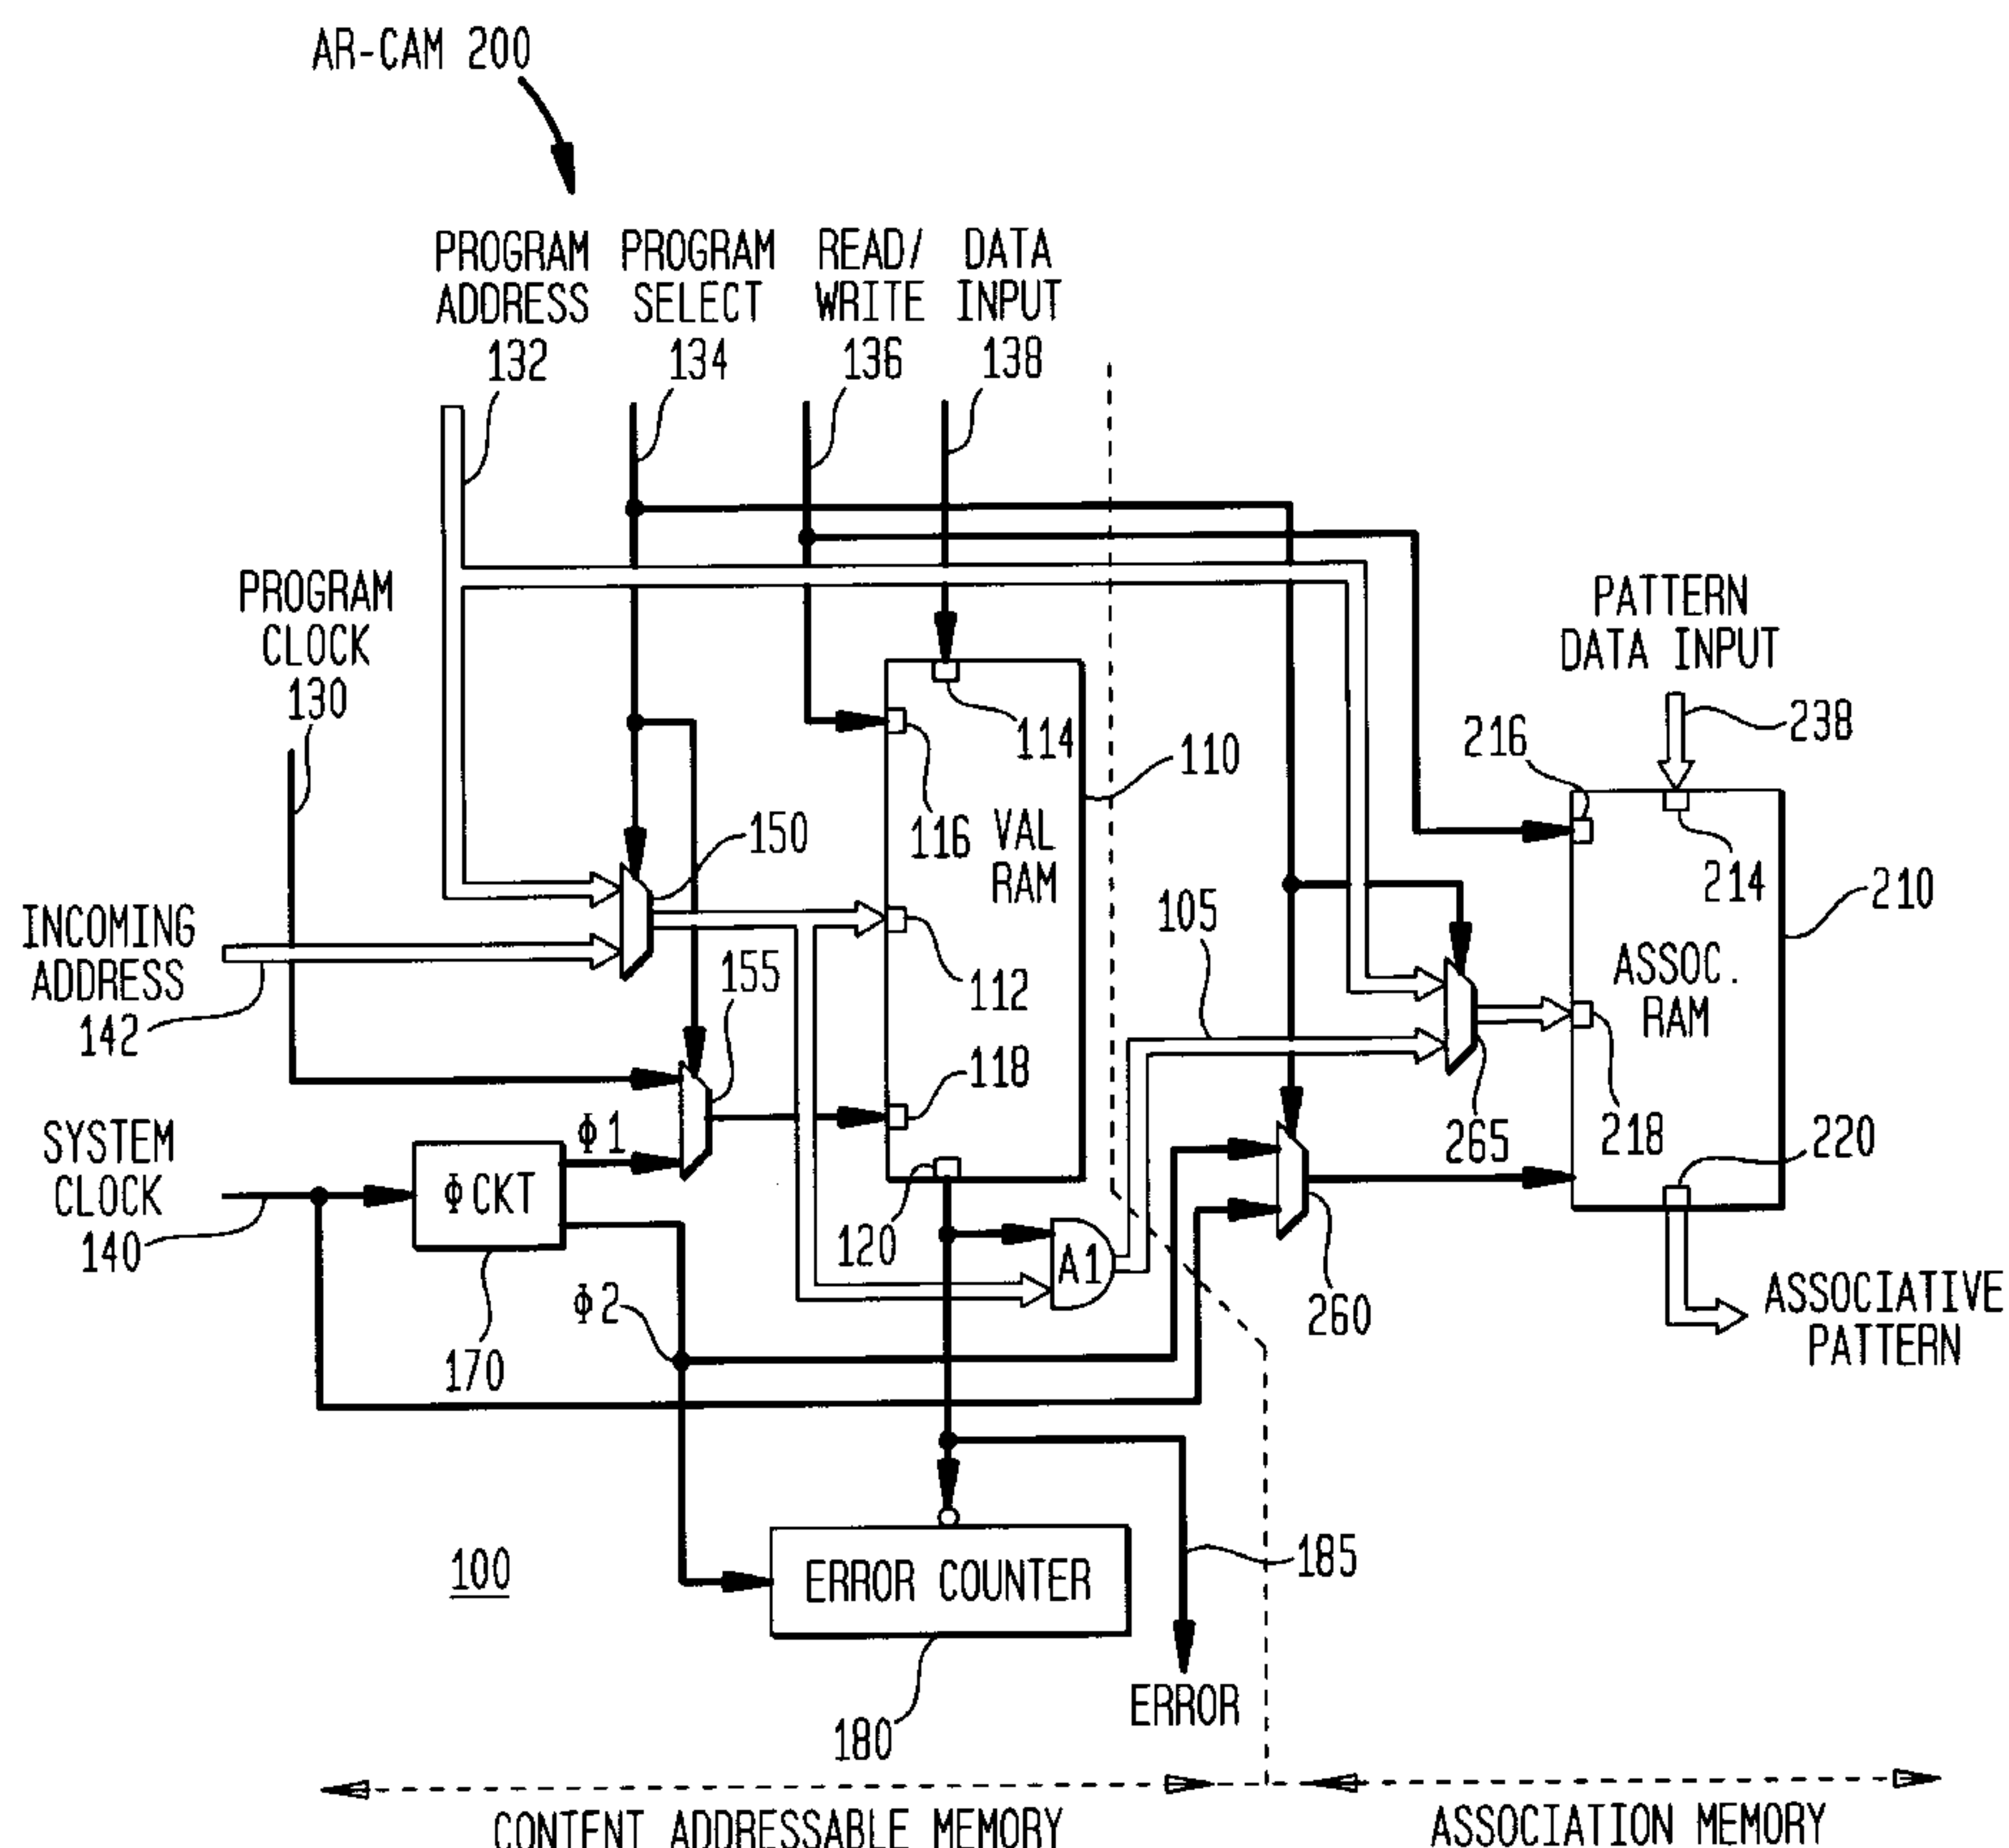 AR-CAM 200
PROGRAM ADDRESS
132
PROGRAM SELECT
134
READ/ WRITE
136
DATA INPUT
138
PROGRAM
CLOCK
130
PATTERN
DATA INPUT
238
216
114
110
116
VAL
RAM
150
214
210
INCOMING
ADDRESS
142
105
ASSOC.
RAM
155
112
118
218
265
220
SYSTEM
CLOCK
140
Φ1
ΦCKT
120
A1
260
Φ2
170
ASSOCIATIVE
PATTERN
100
ERROR COUNTER
185
180
ERROR
CONTENT ADDRESSABLE MEMORY
ASSOCIATION MEMORY